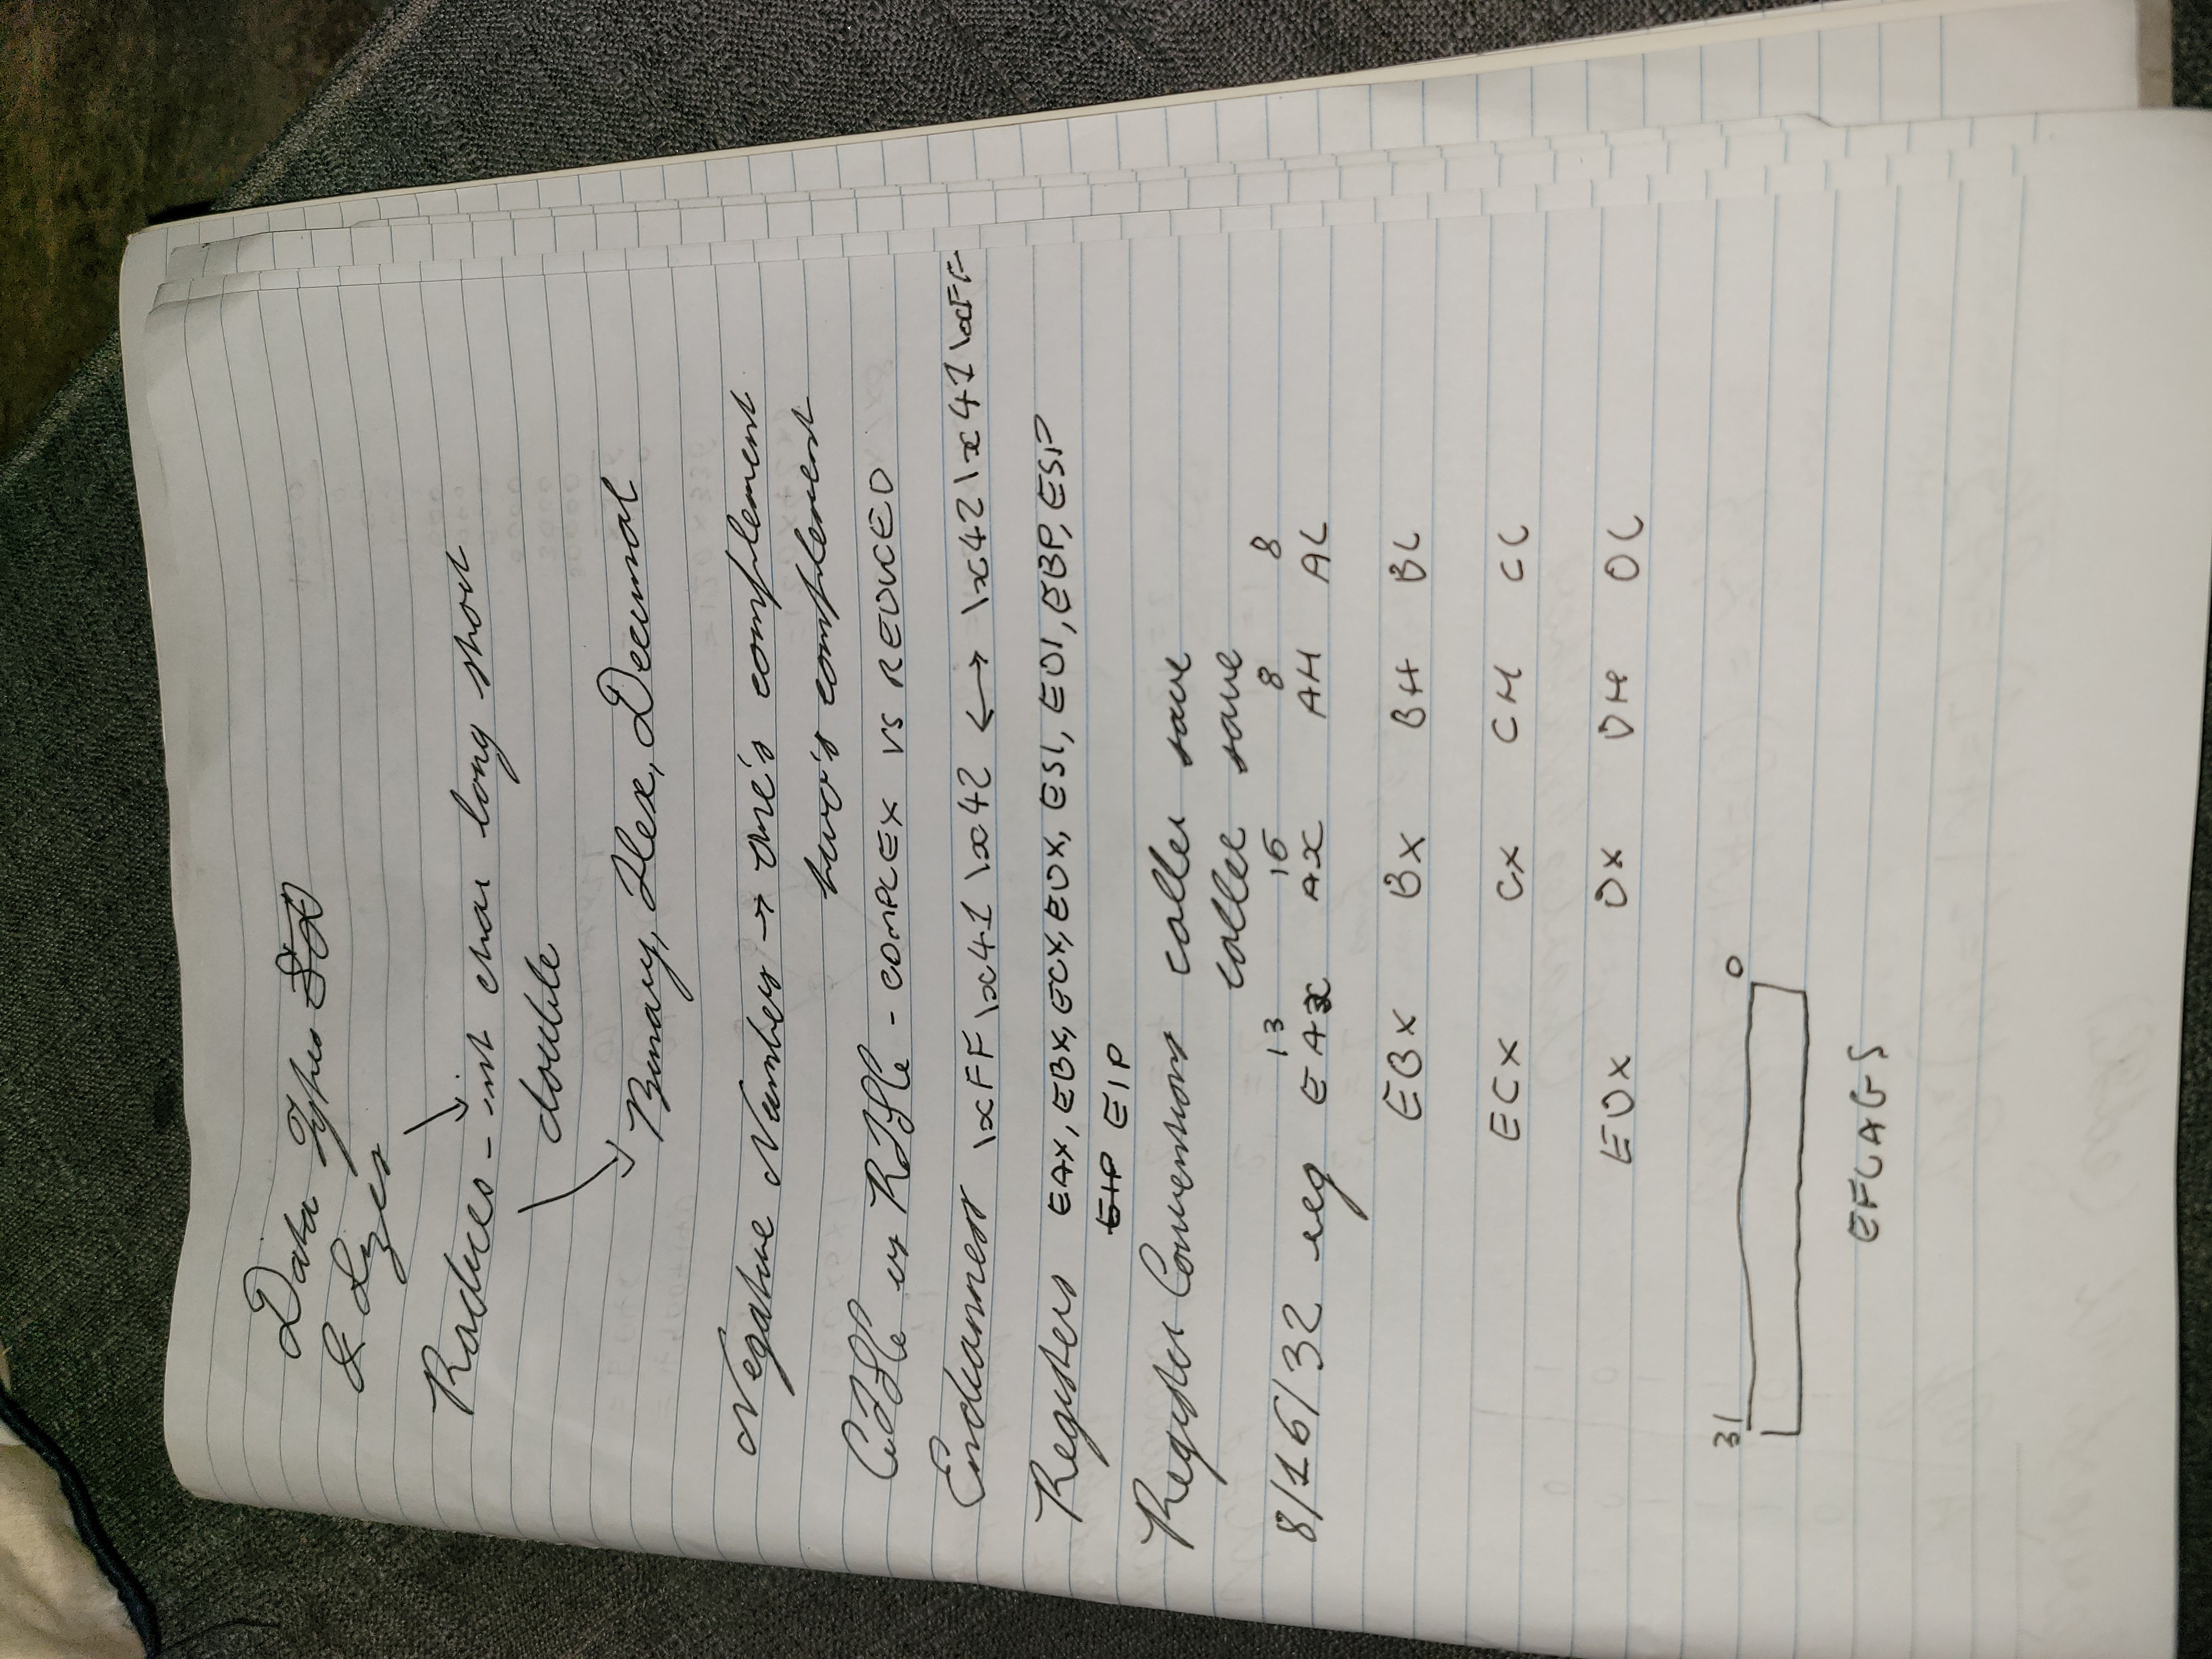 Data Types
& Sizes
Radices - int char long short
double
Binary, Hex, Decimal
Negative Numbers → one's complement
two's complement
CISC vs RISC - COMPLEX VS REDUCED
Endianness \xFF \x41 \x42 ↔ \x42 \x41 \xFF
Registers EAX, EBX, ECX, EDX, ESI, EDI, EBP, ESP
EIP EIP
Register Conventions caller save
callee save
13 16 8 8
8/16/32 reg EAX AX AH AL
EBX BX BH BL
ECX CX CH CL
EDX DX DH DL
31 0
EFLAGS